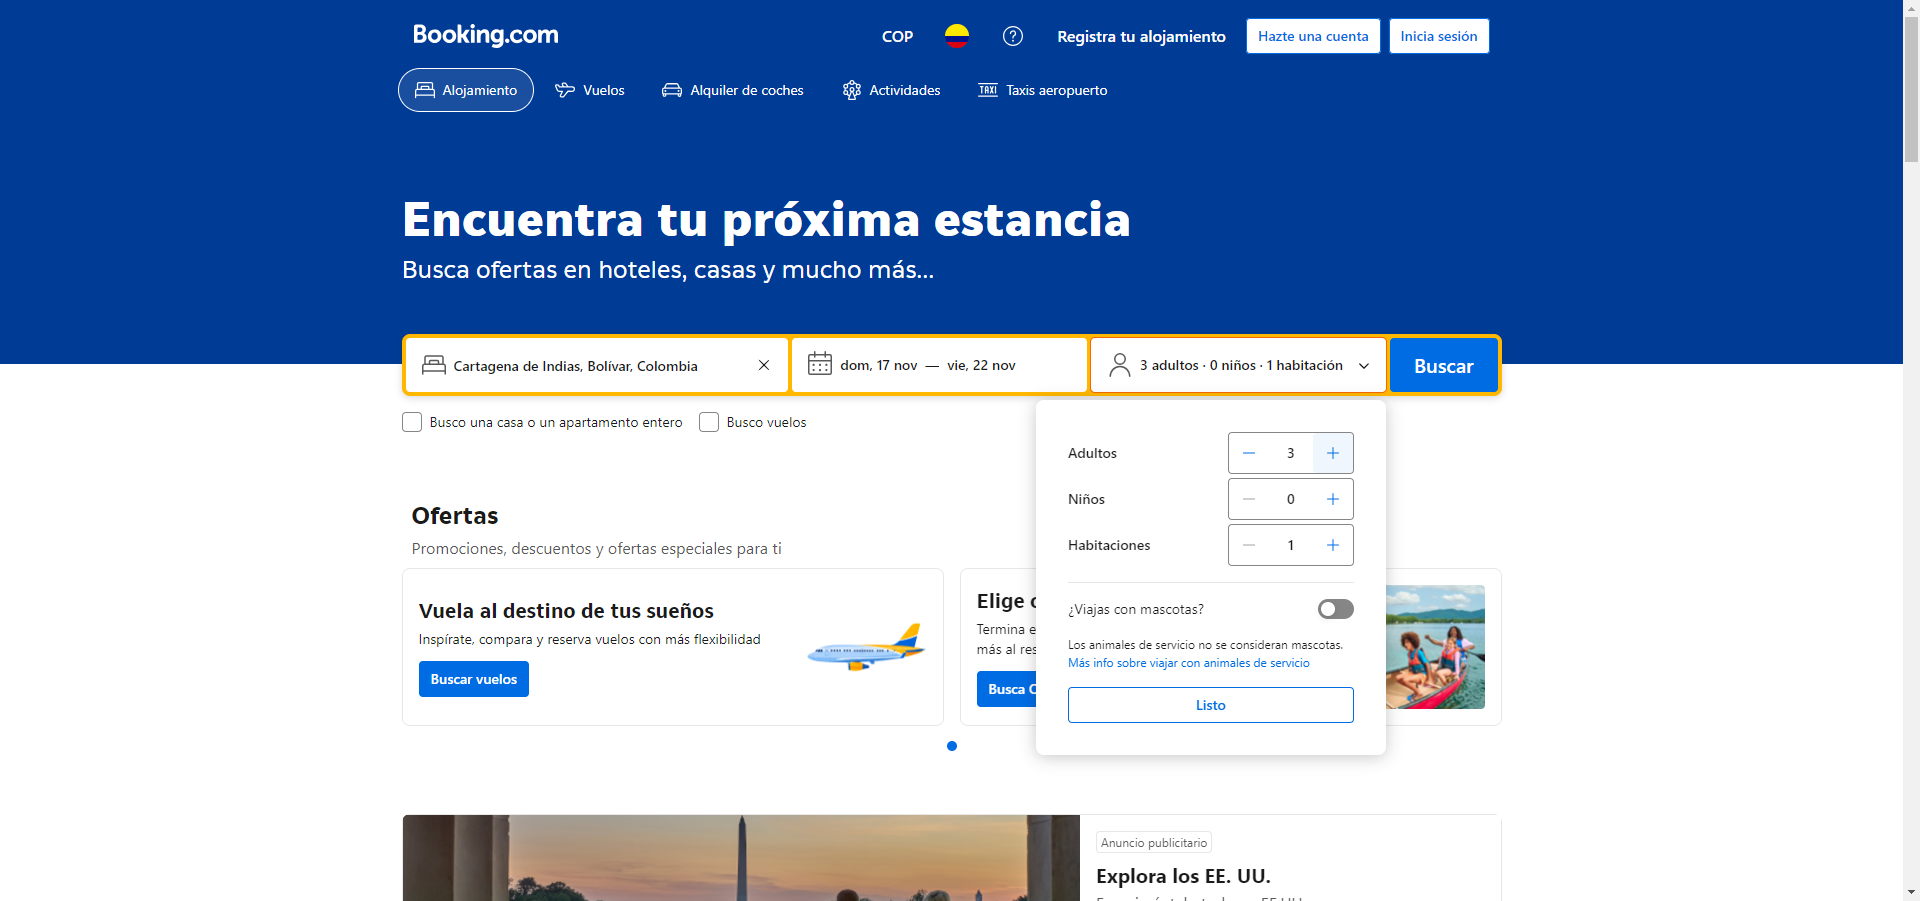 Booking.com
COP
Registra tu alojamiento
Hazte una cuenta
Inicia sesión
Alojamiento
Vuelos
Alquiler de coches
Actividades
TAXI
Taxis aeropuerto
Encuentra tu próxima estancia
Busca ofertas en hoteles, casas y mucho más...
Cartagena de Indias, Bolívar, Colombia
dom, 17 nov — vie, 22 nov
3 adultos · 0 niños · 1 habitación
Buscar
Busco una casa o un apartamento entero
Busco vuelos
Adultos
3
Niños
0
Habitaciones
1
¿Viajas con mascotas?
Los animales de servicio no se consideran mascotas.
Más info sobre viajar con animales de servicio
Listo
Ofertas
Promociones, descuentos y ofertas especiales para ti
Vuela al destino de tus sueños
Inspírate, compara y reserva vuelos con más flexibilidad
Buscar vuelos
Elige
Termina
más al
Busca
Anuncio publicitario
Explora los EE. UU.